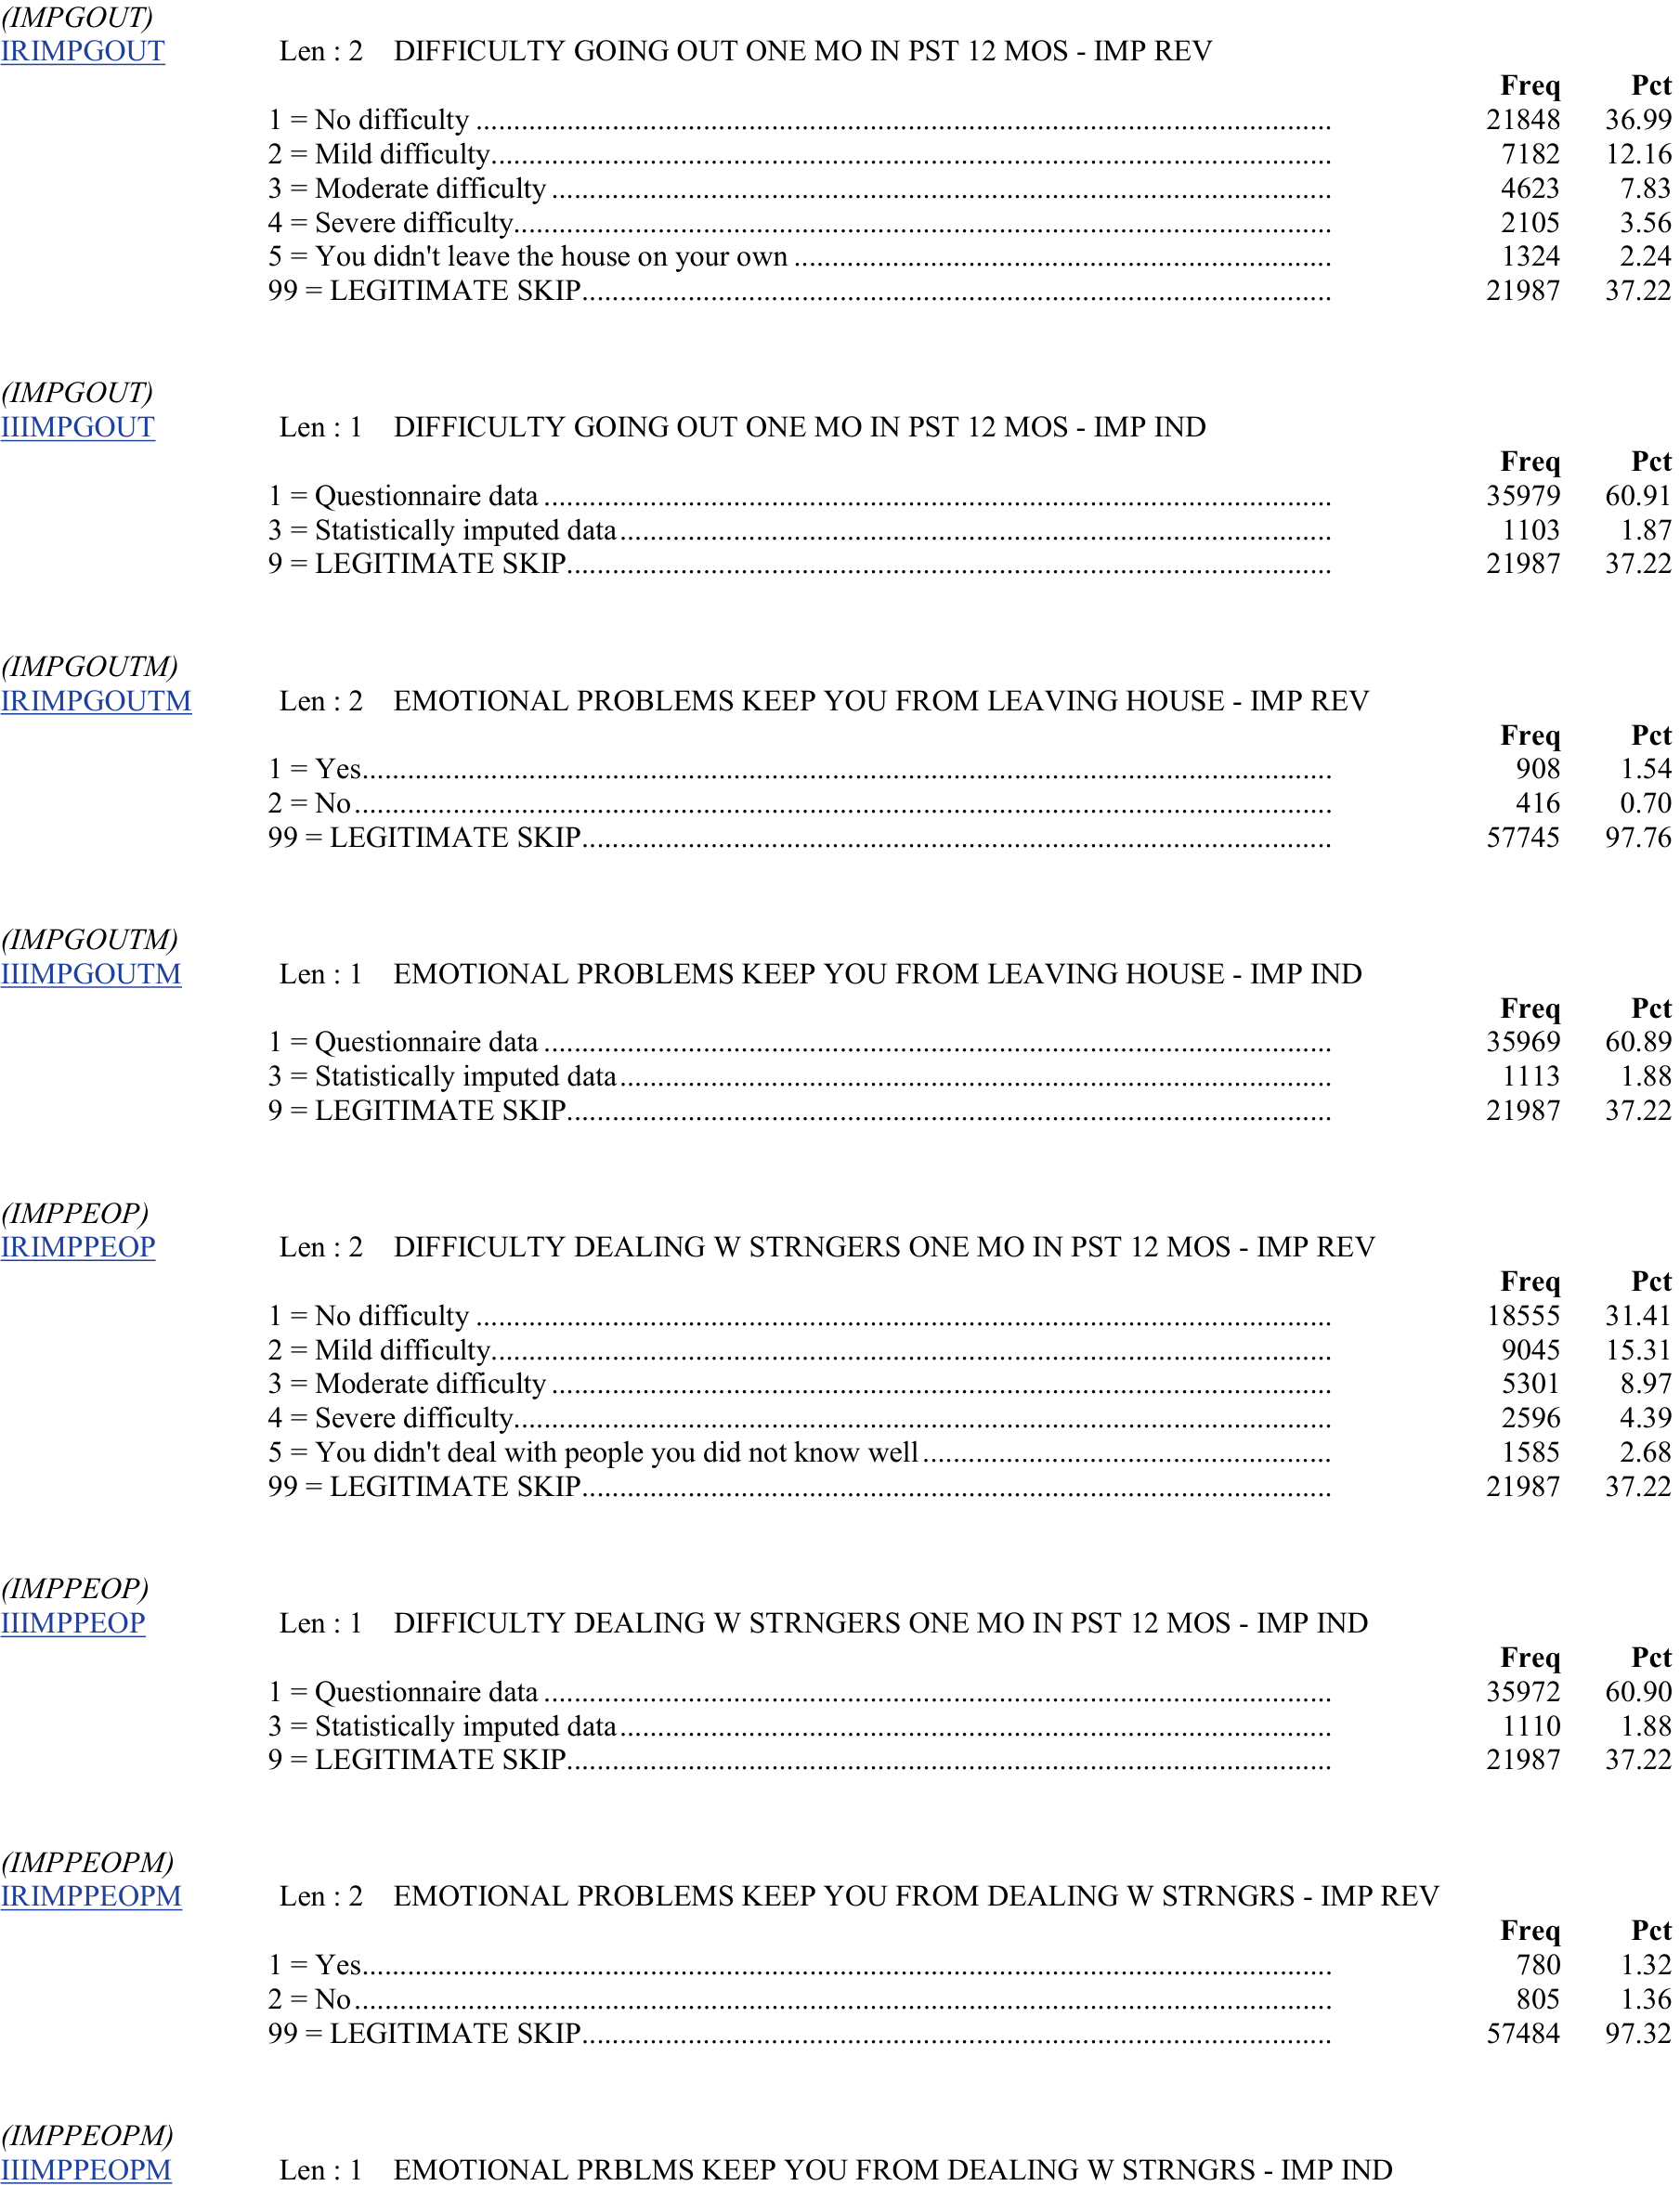 (IMPGOUT)
IRIMPGOUT Len : 2 DIFFICULTY GOING OUT ONE MO IN PST 12 MOS - IMP REV
Freq Pct
1 = No difficulty ........ 21848 36.99
2 = Mild difficulty........ 7182 12.16
3 = Moderate difficulty ........ 4623 7.83
4 = Severe difficulty........ 2105 3.56
5 = You didn't leave the house on your own ........ 1324 2.24
99 = LEGITIMATE SKIP........ 21987 37.22
(IMPGOUT)
IIIMPGOUT Len : 1 DIFFICULTY GOING OUT ONE MO IN PST 12 MOS - IMP IND
Freq Pct
1 = Questionnaire data ........ 35979 60.91
3 = Statistically imputed data........ 1103 1.87
9 = LEGITIMATE SKIP........ 21987 37.22
(IMPGOUTM)
IRIMPGOUTM Len : 2 EMOTIONAL PROBLEMS KEEP YOU FROM LEAVING HOUSE - IMP REV
Freq Pct
1 = Yes........ 908 1.54
2 = No........ 416 0.70
99 = LEGITIMATE SKIP........ 57745 97.76
(IMPGOUTM)
IIIMPGOUTM Len : 1 EMOTIONAL PROBLEMS KEEP YOU FROM LEAVING HOUSE - IMP IND
Freq Pct
1 = Questionnaire data ........ 35969 60.89
3 = Statistically imputed data........ 1113 1.88
9 = LEGITIMATE SKIP........ 21987 37.22
(IMPPEOP)
IRIMPPEOP Len : 2 DIFFICULTY DEALING W STRNGERS ONE MO IN PST 12 MOS - IMP REV
Freq Pct
1 = No difficulty ........ 18555 31.41
2 = Mild difficulty........ 9045 15.31
3 = Moderate difficulty ........ 5301 8.97
4 = Severe difficulty........ 2596 4.39
5 = You didn't deal with people you did not know well........ 1585 2.68
99 = LEGITIMATE SKIP........ 21987 37.22
(IMPPEOP)
IIIMPPEOP Len : 1 DIFFICULTY DEALING W STRNGERS ONE MO IN PST 12 MOS - IMP IND
Freq Pct
1 = Questionnaire data ........ 35972 60.90
3 = Statistically imputed data........ 1110 1.88
9 = LEGITIMATE SKIP........ 21987 37.22
(IMPPEOPM)
IRIMPPEOPM Len : 2 EMOTIONAL PROBLEMS KEEP YOU FROM DEALING W STRNGRS - IMP REV
Freq Pct
1 = Yes........ 780 1.32
2 = No........ 805 1.36
99 = LEGITIMATE SKIP........ 57484 97.32
(IMPPEOPM)
IIIMPPEOPM Len : 1 EMOTIONAL PRBLMS KEEP YOU FROM DEALING W STRNGRS - IMP IND